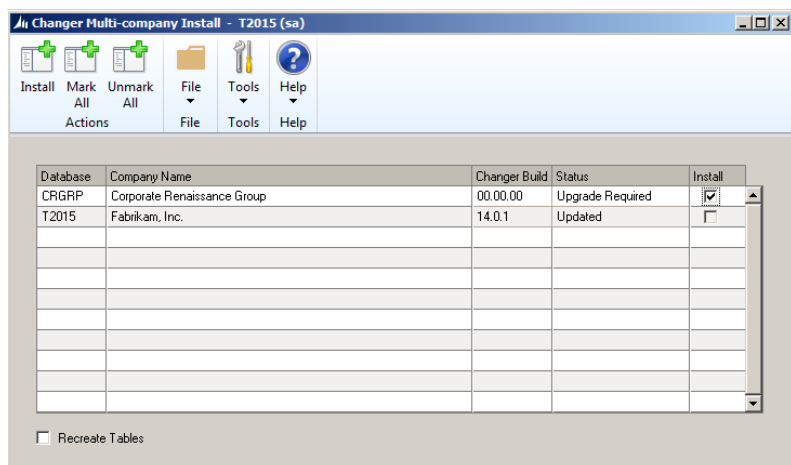 Changer Multi-company Install - T2015 (sa)
Install Mark All Unmark All File Tools Help
Actions File Tools Help
Database Company Name Changer Build Status Install
CRGRP Corporate Renaissance Group 00.00.00 Upgrade Required
T2015 Fabrikam, Inc. 14.0.1 Updated
Recreate Tables